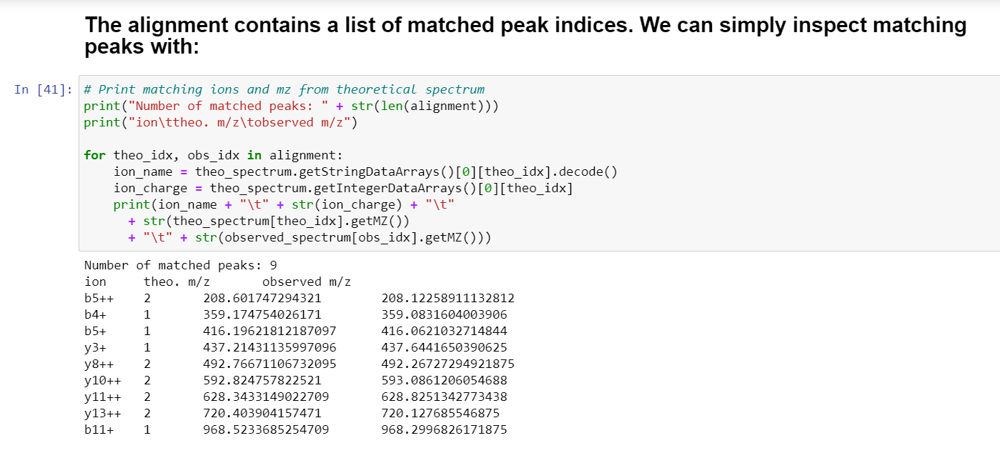 The alignment contains a list of matched peak indices. We can simply inspect matching
peaks with:
In [41]:
# Print matching ions and mz from theoretical spectrum
print("Number of matched peaks: " + str(len(alignment)))
print("ion\ttheo. m/z\tobserved m/z")
for theo_idx, obs_idx in alignment:
    ion_name = theo_spectrum.getStringDataArrays()[0][theo_idx].decode()
    ion_charge = theo_spectrum.getIntegerDataArrays()[0][theo_idx]
    print(ion_name + "\t" + str(ion_charge) + "\t"
      + str(theo_spectrum[theo_idx].getMZ())
      + "\t" + str(observed_spectrum[obs_idx].getMZ()))
Number of matched peaks: 9
ion	theo. m/z	observed m/z
b5++	2	208.601747294321	208.12258911132812
b4+	1	359.174754026171	359.0831604003906
b5+	1	416.19621812187097	416.0621032714844
y3+	1	437.21431135997096	437.6441650390625
y8++	2	492.76671106732095	492.26727294921875
y10++	2	592.824757822521	593.0861206054688
y11++	2	628.3433149022709	628.8251342773438
y13++	2	720.403904157471	720.127685546875
b11+	1	968.5233685254709	968.2996826171875